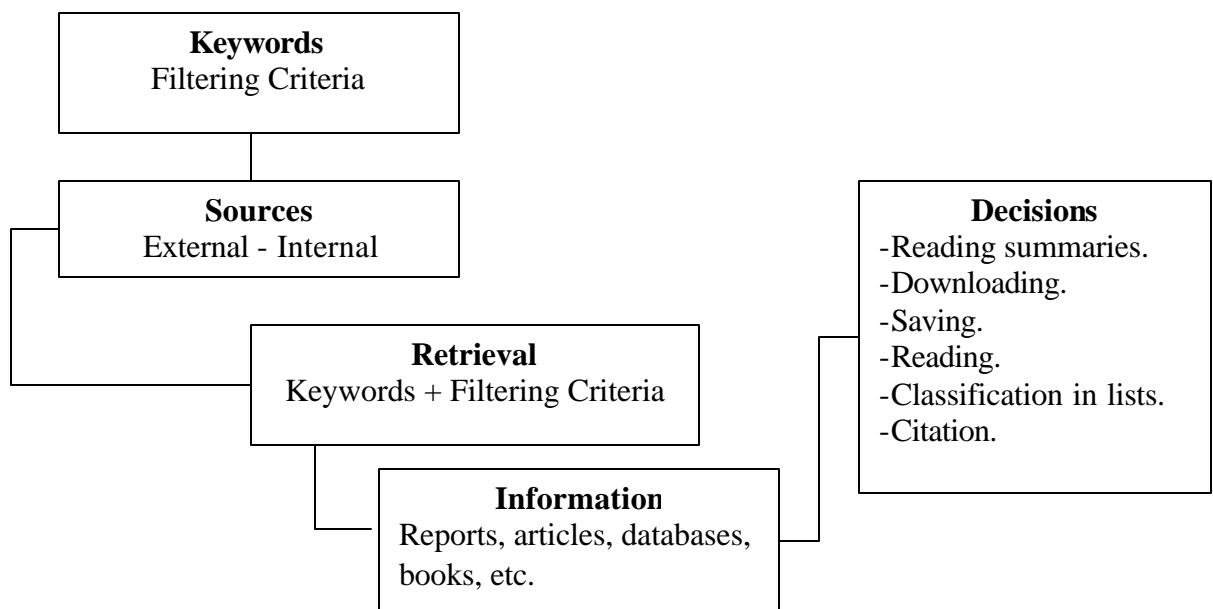 Keywords
Filtering Criteria
Sources
External - Internal
Retrieval
Keywords + Filtering Criteria
Information
Reports, articles, databases,
books, etc.
Decisions
-Reading summaries.
-Downloading.
-Saving.
-Reading.
-Classification in lists.
-Citation.